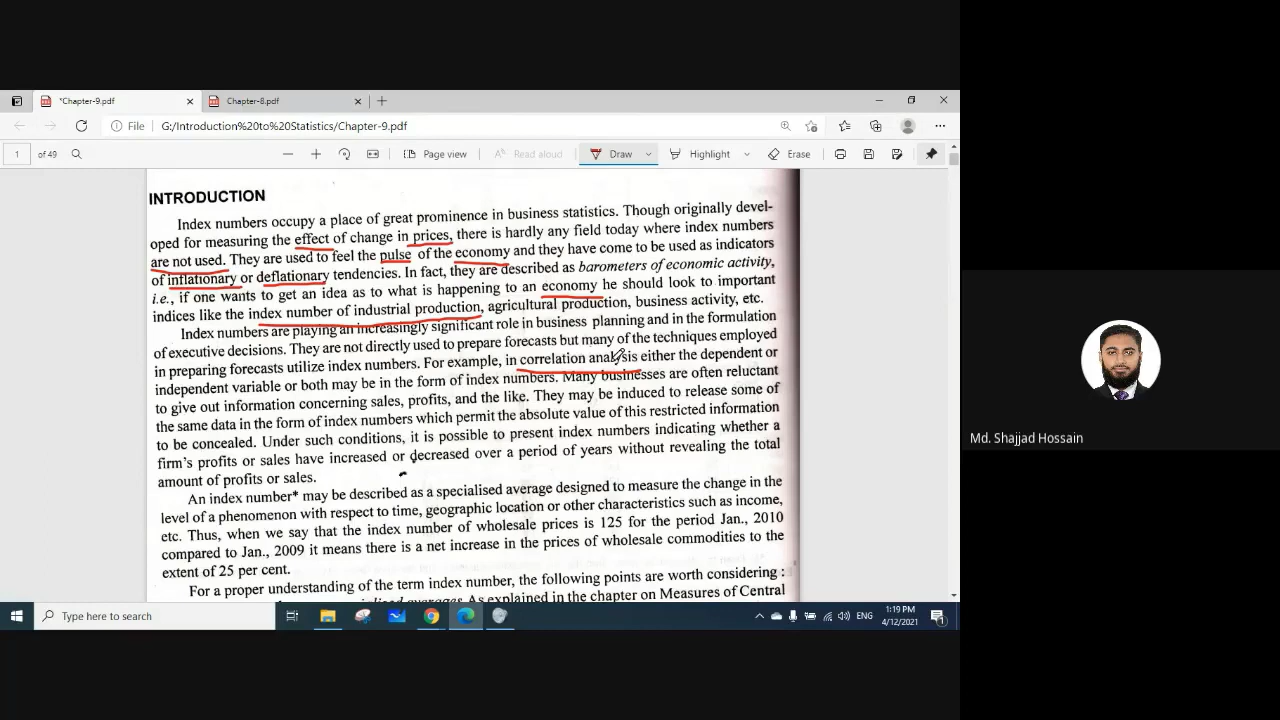 *Chapter-9.pdf
Chapter-8.pdf
File
G:/Introduction%20to%20Statistics/Chapter-9.pdf
1 of 49
Page view
Read aloud
Draw
Highlight
Erase
INTRODUCTION
Index numbers occupy a place of great prominence in business statistics. Though originally devel-
oped for measuring the effect of change in prices, there is hardly any field today where index numbers
are not used. They are used to feel the pulse of the economy and they have come to be used as indicators
of inflationary or deflationary tendencies. In fact, they are described as barometers of economic activity,
i.e., if one wants to get an idea as to what is happening to an economy he should look to important
indices like the index number of industrial production, agricultural production, business activity, etc.
Index numbers are playing an increasingly significant role in business planning and in the formulation
of executive decisions. They are not directly used to prepare forecasts but many of the techniques employed
in preparing forecasts utilize index numbers. For example, in correlation analysis either the dependent or
independent variable or both may be in the form of index numbers. Many businesses are often reluctant
to give out information concerning sales, profits, and the like. They may be induced to release some of
the same data in the form of index numbers which permit the absolute value of this restricted information
to be concealed. Under such conditions, it is possible to present index numbers indicating whether a
firm's profits or sales have increased or decreased over a period of years without revealing the total
amount of profits or sales.
An index number* may be described as a specialised average designed to measure the change in the
level of a phenomenon with respect to time, geographic location or other characteristics such as income,
etc. Thus, when we say that the index number of wholesale prices is 125 for the period Jan., 2010
compared to Jan., 2009 it means there is a net increase in the prices of wholesale commodities to the
extent of 25 per cent.
For a proper understanding of the term index number, the following points are worth considering :
averages. As explained in the chapter on Measures of Central
Type here to search
ENG
1:19 PM
4/12/2021
1
Md. Shajjad Hossain